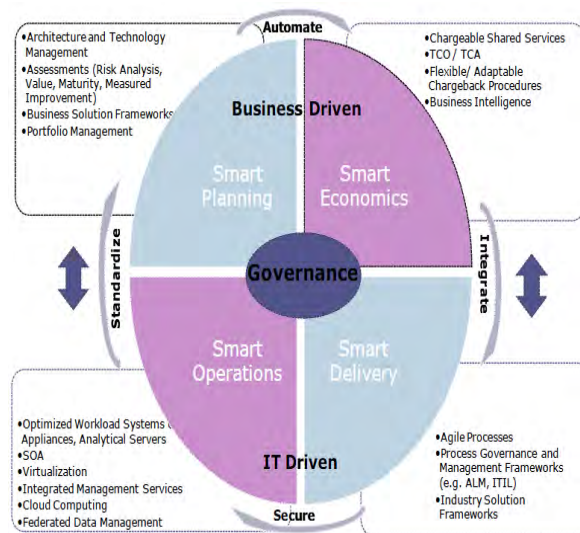 Automate
•Architecture and Technology
Management
•Assessments (Risk Analysis,
Value, Maturity, Measured
Improvement)
•Business Solution Frameworks
•Portfolio Management
•Chargeable Shared Services
•TCO / TCA
•Flexible/ Adaptable
Chargeback Procedures
•Business Intelligence
Business Driven
Smart
Planning
Smart
Economics
Standardize
Governance
Integrate
Smart
Operations
Smart
Delivery
•Optimized Workload Systems
Appliances, Analytical Servers
•SOA
•Virtualization
•Integrated Management Services
•Cloud Computing
•Federated Data Management
•Agile Processes
•Process Governance and
Management Frameworks
(e.g. ALM, ITIL)
•Industry Solution
Frameworks
IT Driven
Secure